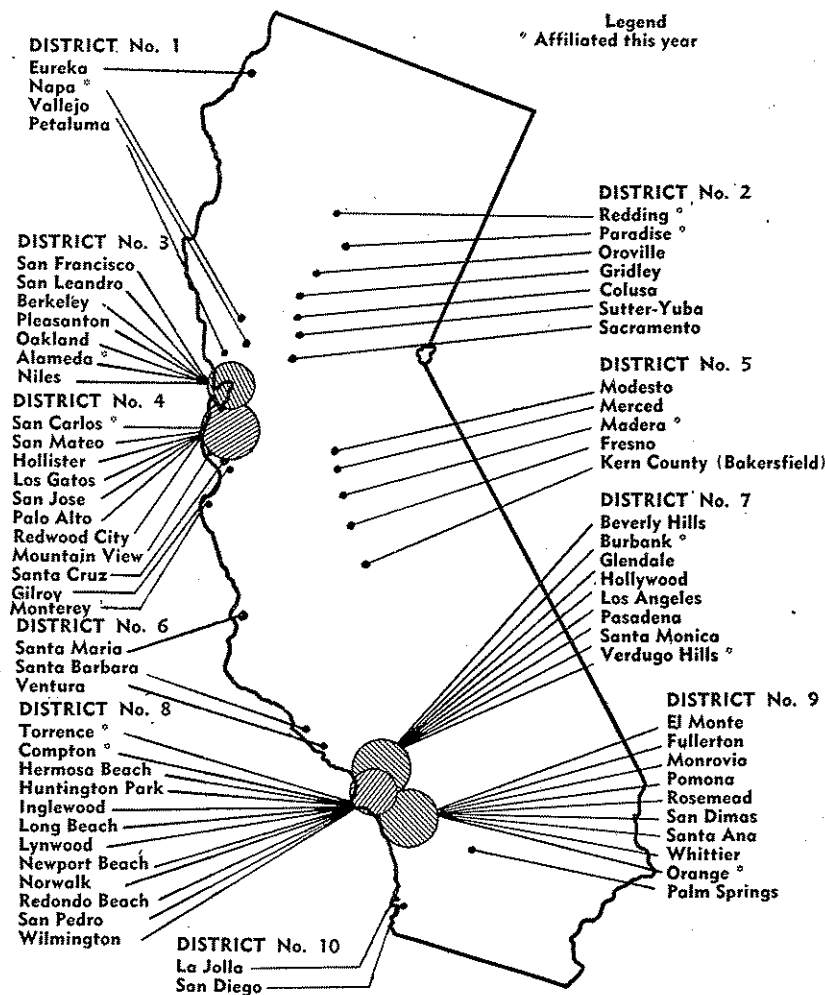 Legend
* Affiliated this year
DISTRICT No. 1
Eureka
Napa *
Vallejo
Petaluma
DISTRICT No. 2
Redding *
Paradise *
Oroville
Gridley
Colusa
Sutter-Yuba
Sacramento
DISTRICT No. 3
San Francisco
San Leandro
Berkeley
Pleasanton
Oakland
Alameda *
Niles
DISTRICT No. 4
San Carlos *
San Mateo
Hollister
Los Gatos
San Jose
Palo Alto
Redwood City
Mountain View
Santa Cruz
Gilroy
Monterey
DISTRICT No. 5
Modesto
Merced
Madera *
Fresno
Kern County (Bakersfield)
DISTRICT No. 6
Santa Maria
Santa Barbara
Ventura
DISTRICT No. 7
Beverly Hills
Burbank *
Glendale
Hollywood
Los Angeles
Pasadena
Santa Monica
Verdugo Hills *
DISTRICT No. 8
Torrence *
Compton *
Hermosa Beach
Huntington Park
Inglewood
Long Beach
Lynwood
Newport Beach
Norwalk
Redondo Beach
San Pedro
Wilmington
DISTRICT No. 9
El Monte
Fullerton
Monrovia
Pomona
Rosemead
San Dimas
Santa Ana
Whittier
Orange *
Palm Springs
DISTRICT No. 10
La Jolla
San Diego